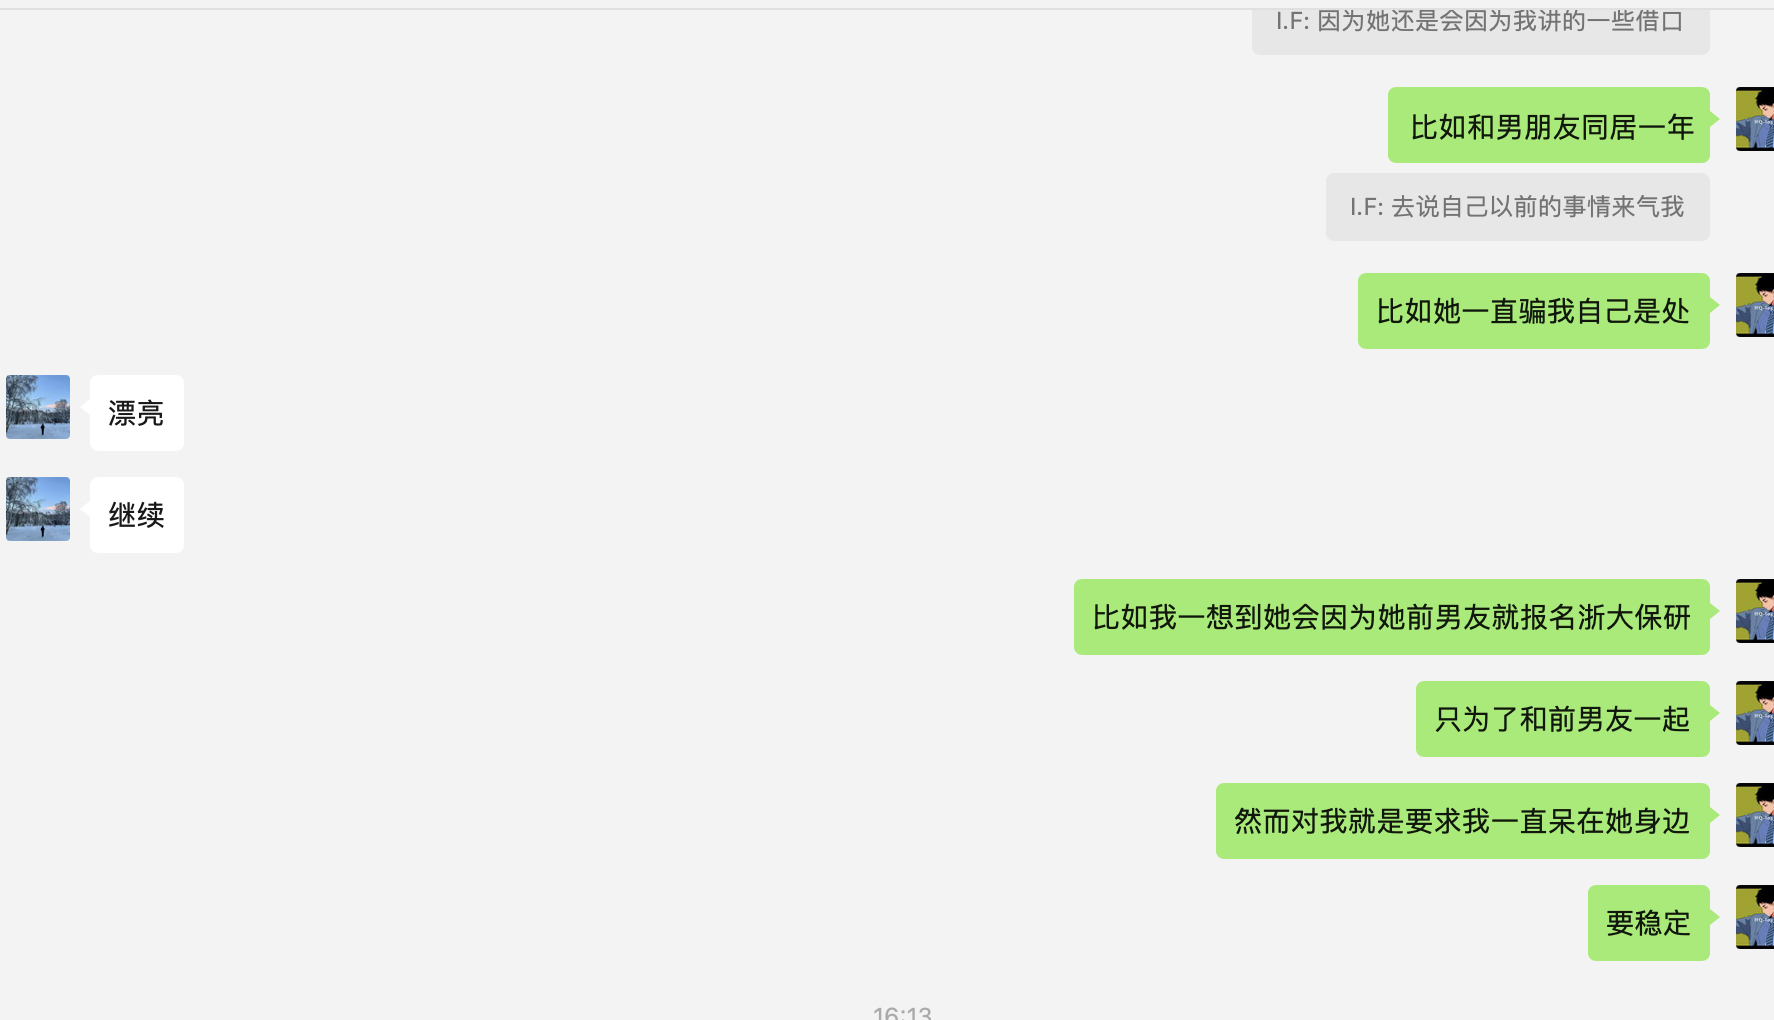 I.F: 因为她还是会因为我讲的一些借口
比如和男朋友同居一年
I.F: 去说自己以前的事情来气我
比如她一直骗我自己是处
漂亮
继续
比如我一想到她会因为她前男友就报名浙大保研
只为了和前男友一起
然而对我就是要求我一直呆在她身边
要稳定
16:13